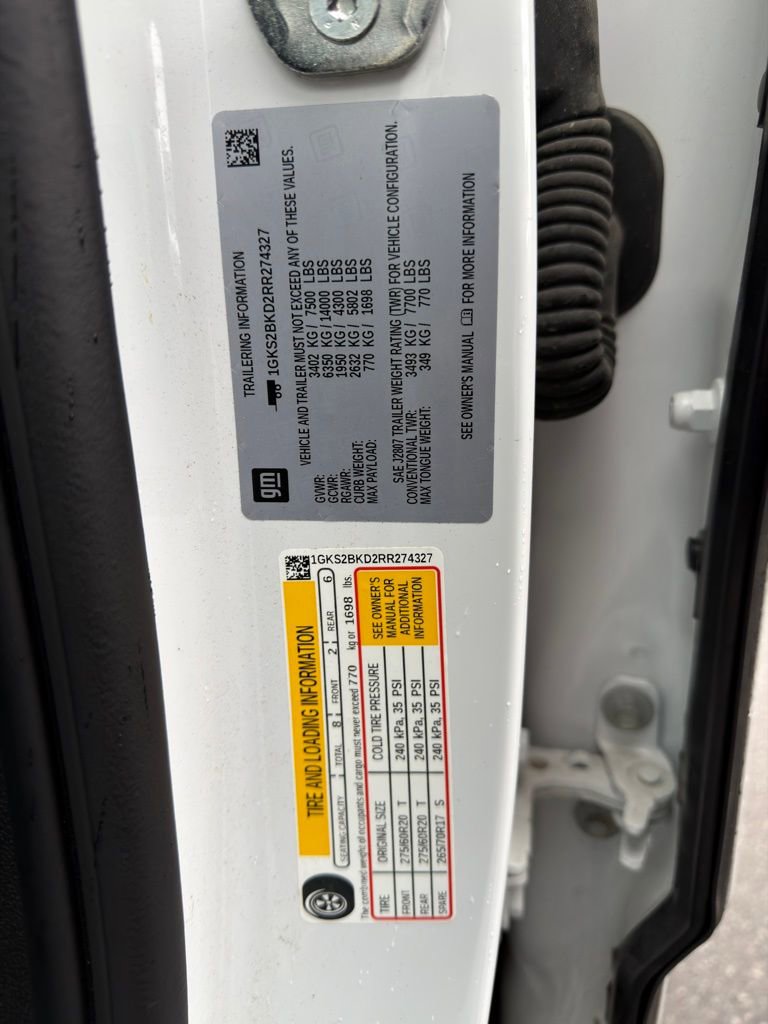 TRAILERING INFORMATION
1GKS2BKD2RR274327
VEHICLE AND TRAILER MUST NOT EXCEED ANY OF THESE VALUES.
GVWR: 3402 KG / 7500 LBS
GCWR: 6350 KG / 14000 LBS
RGAWR: 1950 KG / 4300 LBS
CURB WEIGHT: 2632 KG / 5802 LBS
MAX PAYLOAD: 770 KG / 1698 LBS
SAE J2807 TRAILER WEIGHT RATING (TWR) FOR VEHICLE CONFIGURATION.
CONVENTIONAL TWR: 3493 KG / 7700 LBS
MAX TONGUE WEIGHT: 349 KG / 770 LBS
SEE OWNER'S MANUAL FOR MORE INFORMATION
gm
1GKS2BKD2RR274327
TIRE AND LOADING INFORMATION
SEATING CAPACITY TOTAL 8 FRONT 2 REAR 6
The combined weight of occupants and cargo must never exceed 770 kg or 1698 lbs.
TIRE ORIGINAL SIZE COLD TIRE PRESSURE
FRONT 275/60R20 T 240 kPa, 35 PSI
REAR 275/60R20 T 240 kPa, 35 PSI
SPARE 265/70R17 S 240 kPa, 35 PSI
SEE OWNER'S
MANUAL FOR
ADDITIONAL
INFORMATION